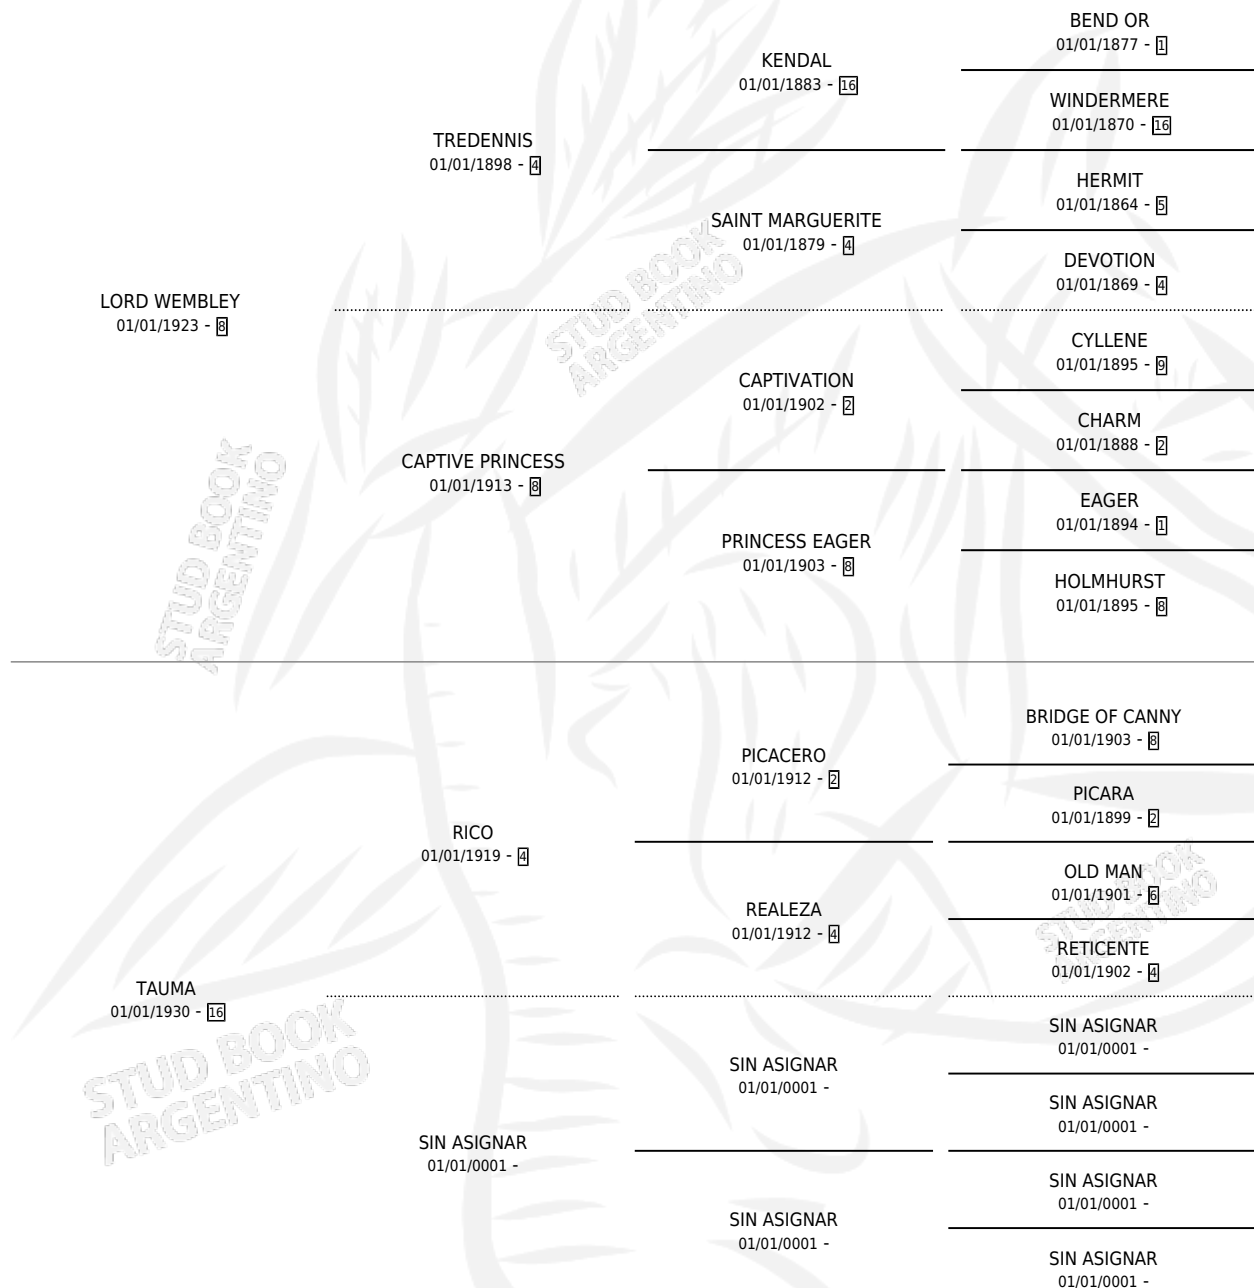 BEND OR
01/01/1877 - 1
KENDAL
01/01/1883 - 16
WINDERMERE
01/01/1870 - 16
TREDENNIS
01/01/1898 - 4
HERMIT
01/01/1864 - 5
SAINT MARGUERITE
01/01/1879 - 4
DEVOTION
01/01/1869 - 4
LORD WEMBLEY
01/01/1923 - 8
CYLLENE
01/01/1895 - 9
CAPTIVATION
01/01/1902 - 2
CHARM
01/01/1888 - 2
CAPTIVE PRINCESS
01/01/1913 - 8
EAGER
01/01/1894 - 1
PRINCESS EAGER
01/01/1903 - 8
HOLMHURST
01/01/1895 - 8
BRIDGE OF CANNY
01/01/1903 - 8
PICACERO
01/01/1912 - 2
PICARA
01/01/1899 - 2
RICO
01/01/1919 - 4
OLD MAN
01/01/1901 - 6
REALEZA
01/01/1912 - 4
RETICENTE
01/01/1902 - 4
TAUMA
01/01/1930 - 16
SIN ASIGNAR
01/01/0001 -
SIN ASIGNAR
01/01/0001 -
SIN ASIGNAR
01/01/0001 -
SIN ASIGNAR
01/01/0001 -
SIN ASIGNAR
01/01/0001 -
SIN ASIGNAR
01/01/0001 -
SIN ASIGNAR
01/01/0001 -
STUD BOOK
ARGENTINO
STUD BOOK
ARGENTINO
STUD BOOK
ARGENTINO
STUD BOOK
ARGENTINO